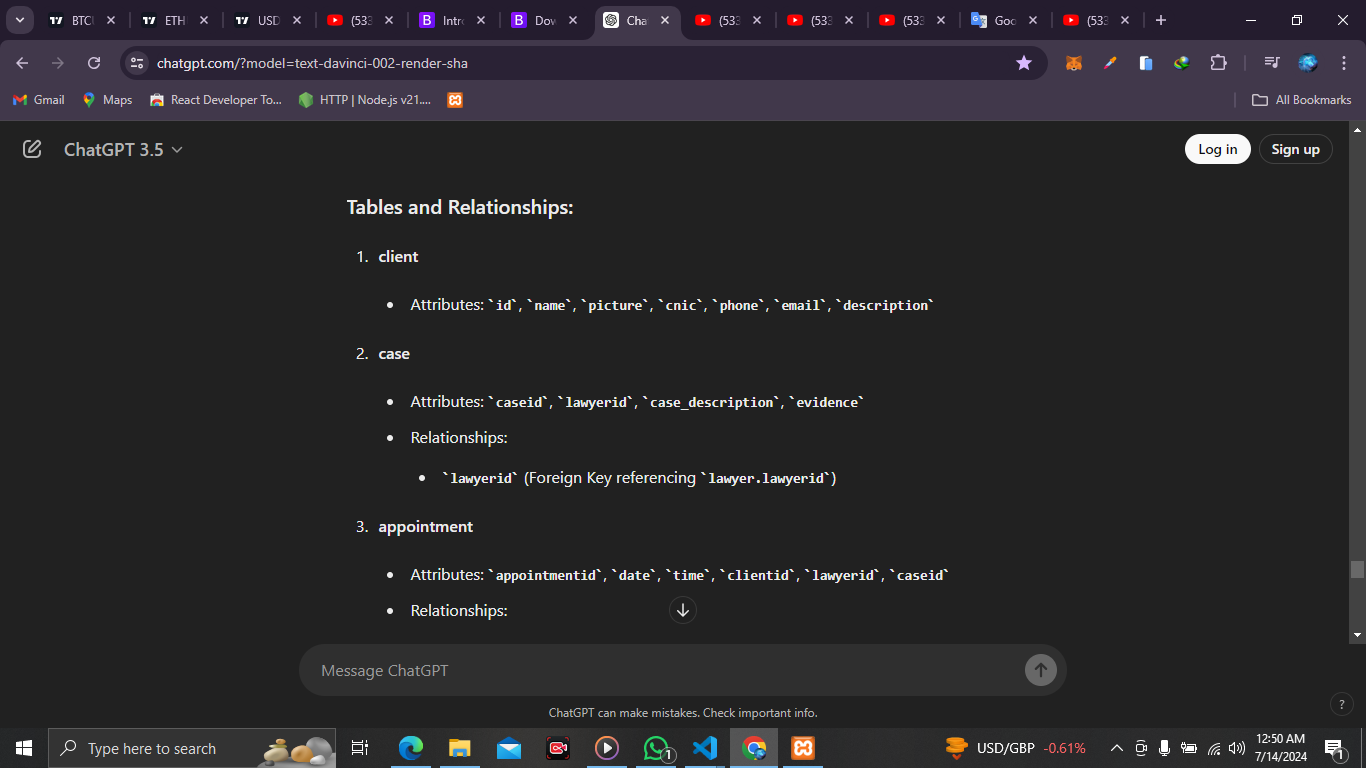 BTCU
ETH
USD
(533
Intro
Dow
Cha
(533
(533
(533
Goo
(533
chatgpt.com/?model=text-davinci-002-render-sha
Gmail
Maps
React Developer To...
HTTP | Node.js v21....
All Bookmarks
ChatGPT 3.5
Log in
Sign up
Tables and Relationships:
1. client
• Attributes: `id`, `name`, `picture`, `cnic`, `phone`, `email`, `description`
2. case
• Attributes: `caseid`, `lawyerid`, `case_description`, `evidence`
• Relationships:
• `lawyerid` (Foreign Key referencing `lawyer.lawyerid`)
3. appointment
• Attributes: `appointmentid`, `date`, `time`, `clientid`, `lawyerid`, `caseid`
• Relationships:
Message ChatGPT
ChatGPT can make mistakes. Check important info.
?
Type here to search
1
USD/GBP -0.61%
12:50 AM
7/14/2024
1